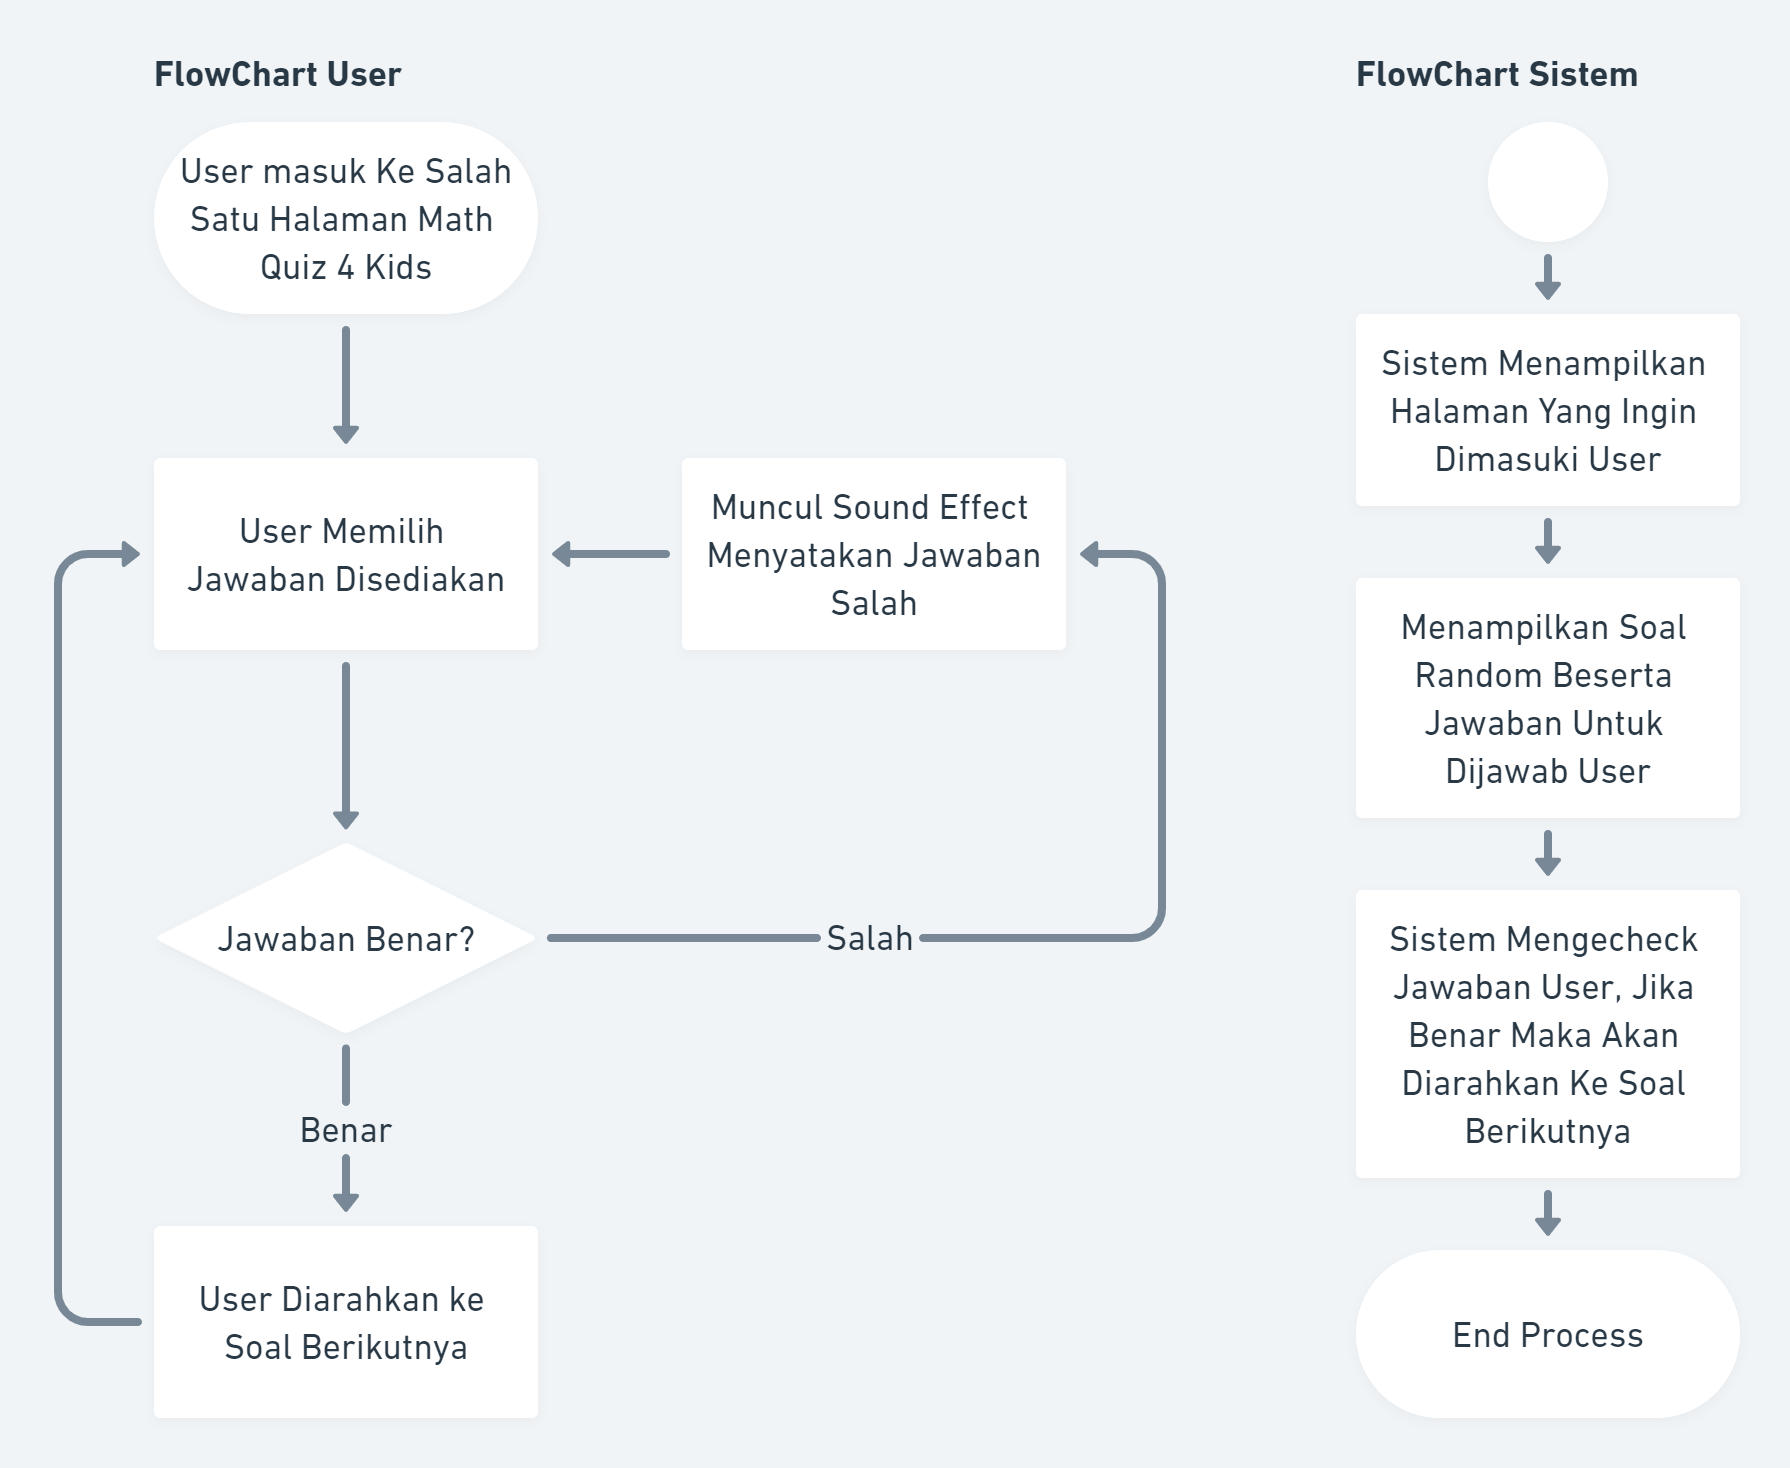 FlowChart User
User masuk Ke Salah
Satu Halaman Math
Quiz 4 Kids
User Memilih
Jawaban Disediakan
Muncul Sound Effect
Menyatakan Jawaban
Salah
Jawaban Benar?
Salah
Benar
User Diarahkan ke
Soal Berikutnya
FlowChart Sistem
Sistem Menampilkan
Halaman Yang Ingin
Dimasuki User
Menampilkan Soal
Random Beserta
Jawaban Untuk
Dijawab User
Sistem Mengecheck
Jawaban User, Jika
Benar Maka Akan
Diarahkan Ke Soal
Berikutnya
End Process